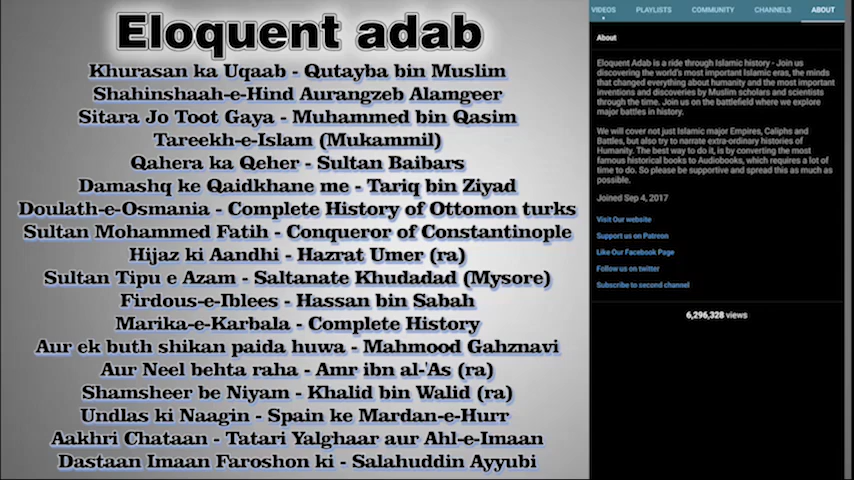 Eloquent adab
Khurasan ka Uqaab - Qutayba bin Muslim
Shahinshaah-e-Hind Aurangzeb Alamgeer
Sitara Jo Toot Gaya - Muhammed bin Qasim
Tareekh-e-Islam (Mukammil)
Qahera ka Qeher - Sultan Baibars
Damashq ke Qaidkhane me - Tariq bin Ziyad
Doulath-e-Osmania - Complete History of Ottomon turks
Sultan Mohammed Fatih - Conqueror of Constantinople
Hijaz ki Aandhi - Hazrat Umer (ra)
Sultan Tipu e Azam - Saltanate Khudadad (Mysore)
Firdous-e-Iblees - Hassan bin Sabah
Marika-e-Karbala - Complete History
Aur ek buth shikan paida huwa - Mahmood Gahznavi
Aur Neel behta raha - Amr ibn al-'As (ra)
Shamsheer be Niyam - Khalid bin Walid (ra)
Undlas ki Naagin - Spain ke Mardan-e-Hurr
Aakhri Chataan - Tatari Yalghaar aur Ahl-e-Imaan
Dastaan Imaan Faroshon ki - Salahuddin Ayyubi
VIDEOS PLAYLISTS COMMUNITY CHANNELS ABOUT
About
Eloquent Adab is a ride through Islamic history - Join us
discovering the world's most important Islamic eras, the minds
that changed everything about humanity and the most important
inventions and discoveries by Muslim scholars and scientists
through the time. Join us on the battlefield where we explore
major battles in history.
We will cover not just Islamic major Empires, Caliphs and
Battles, but also try to narrate extra-ordinary histories of
Humanity. The best way to do it, is by converting the most
famous historical books to Audiobooks, which requires a lot of
time to do. So please be supportive and spread this as much as
possible.
Joined Sep 4, 2017
Visit Our website
Support us on Patreon
Like Our Facebook Page
Follow us on twitter
Subscribe to second channel
6,296,328 views